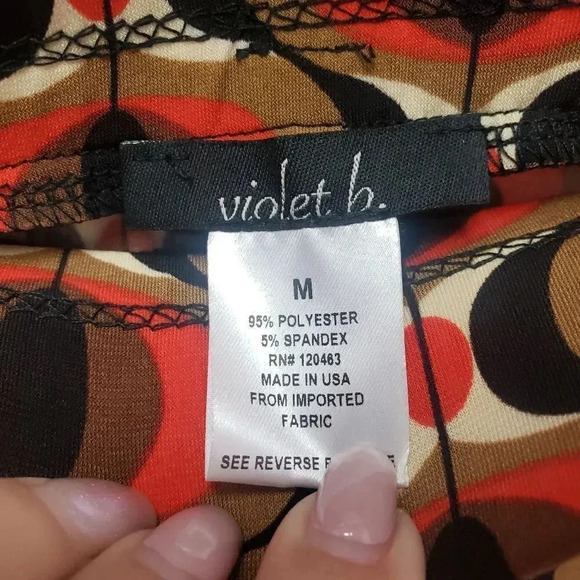 violet b.
M
95% POLYESTER
5% SPANDEX
RN# 120463
MADE IN USA
FROM IMPORTED
FABRIC
SEE REVERSE